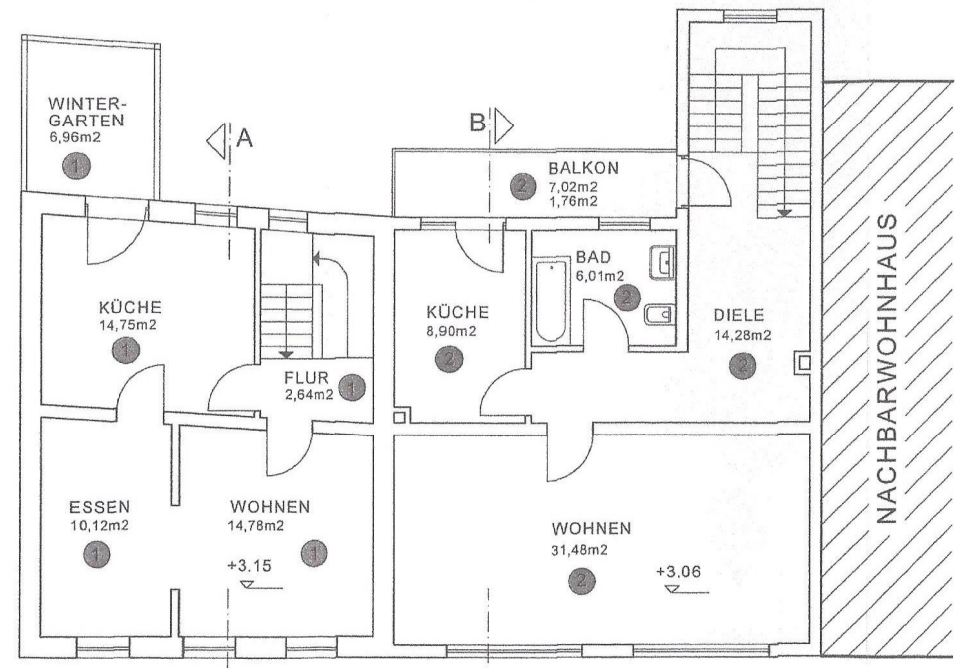 WINTER-
GARTEN
6,96m2
1
A
B
BALKON
7,02m2
1,76m2
2
KÜCHE
14,75m2
1
FLUR
2,64m2
1
KÜCHE
8,90m2
2
BAD
6,01m2
2
DIELE
14,28m2
2
ESSEN
10,12m2
1
WOHNEN
14,78m2
1
+3.15
WOHNEN
31,48m2
2
+3.06
NACHBARWOHNHAUS